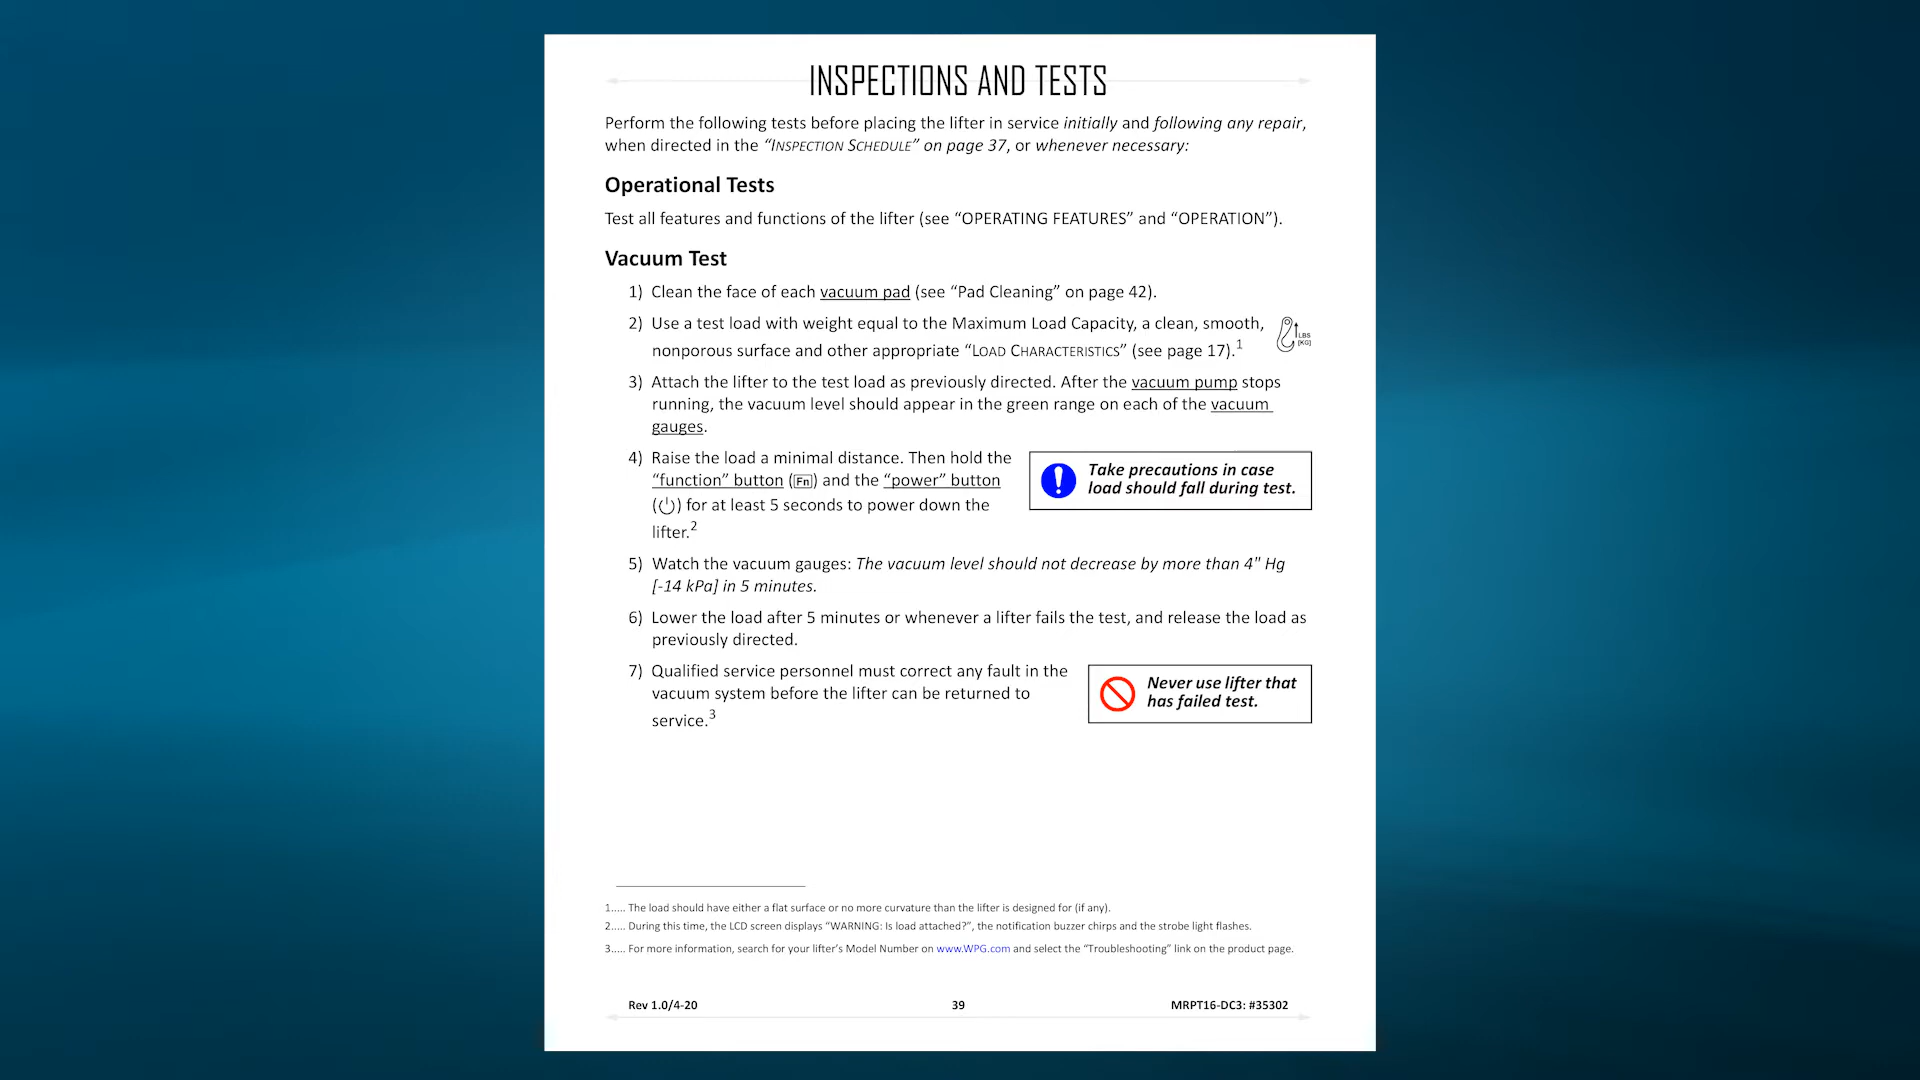 INSPECTIONS AND TESTS
Perform the following tests before placing the lifter in service initially and following any repair,
when directed in the “INSPECTION SCHEDULE” on page 37, or whenever necessary:
Operational Tests
Test all features and functions of the lifter (see “OPERATING FEATURES” and “OPERATION”).
Vacuum Test
1) Clean the face of each vacuum pad (see “Pad Cleaning” on page 42).
2) Use a test load with weight equal to the Maximum Load Capacity, a clean, smooth,
nonporous surface and other appropriate “LOAD CHARACTERISTICS” (see page 17).1
LBS
[KG]
3) Attach the lifter to the test load as previously directed. After the vacuum pump stops
running, the vacuum level should appear in the green range on each of the vacuum
gauges.
4) Raise the load a minimal distance. Then hold the
“function” button (Fn) and the “power” button
(⏻) for at least 5 seconds to power down the
lifter.2
Take precautions in case
load should fall during test.
5) Watch the vacuum gauges: The vacuum level should not decrease by more than 4" Hg
[-14 kPa] in 5 minutes.
6) Lower the load after 5 minutes or whenever a lifter fails the test, and release the load as
previously directed.
7) Qualified service personnel must correct any fault in the
vacuum system before the lifter can be returned to
service.3
Never use lifter that
has failed test.
1..... The load should have either a flat surface or no more curvature than the lifter is designed for (if any).
2..... During this time, the LCD screen displays “WARNING: Is load attached?”, the notification buzzer chirps and the strobe light flashes.
3..... For more information, search for your lifter’s Model Number on www.WPG.com and select the “Troubleshooting” link on the product page.
Rev 1.0/4-20
39
MRPT16-DC3: #35302